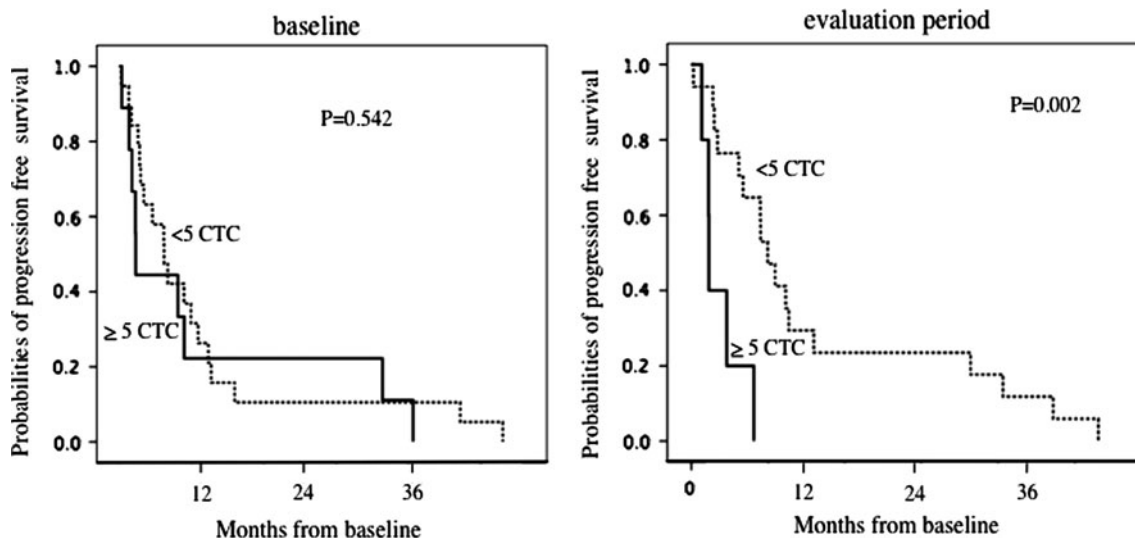 baseline
Probabilities of progression free survival
1.0
0.8
0.6
0.4
0.2
0.0
P=0.542
<5 CTC
≥ 5 CTC
12
24
36
Months from baseline
evaluation period
Probabilities of progression free survival
1.0
0.8
0.6
0.4
0.2
0.0
P=0.002
<5 CTC
≥ 5 CTC
0
12
24
36
Months from baseline